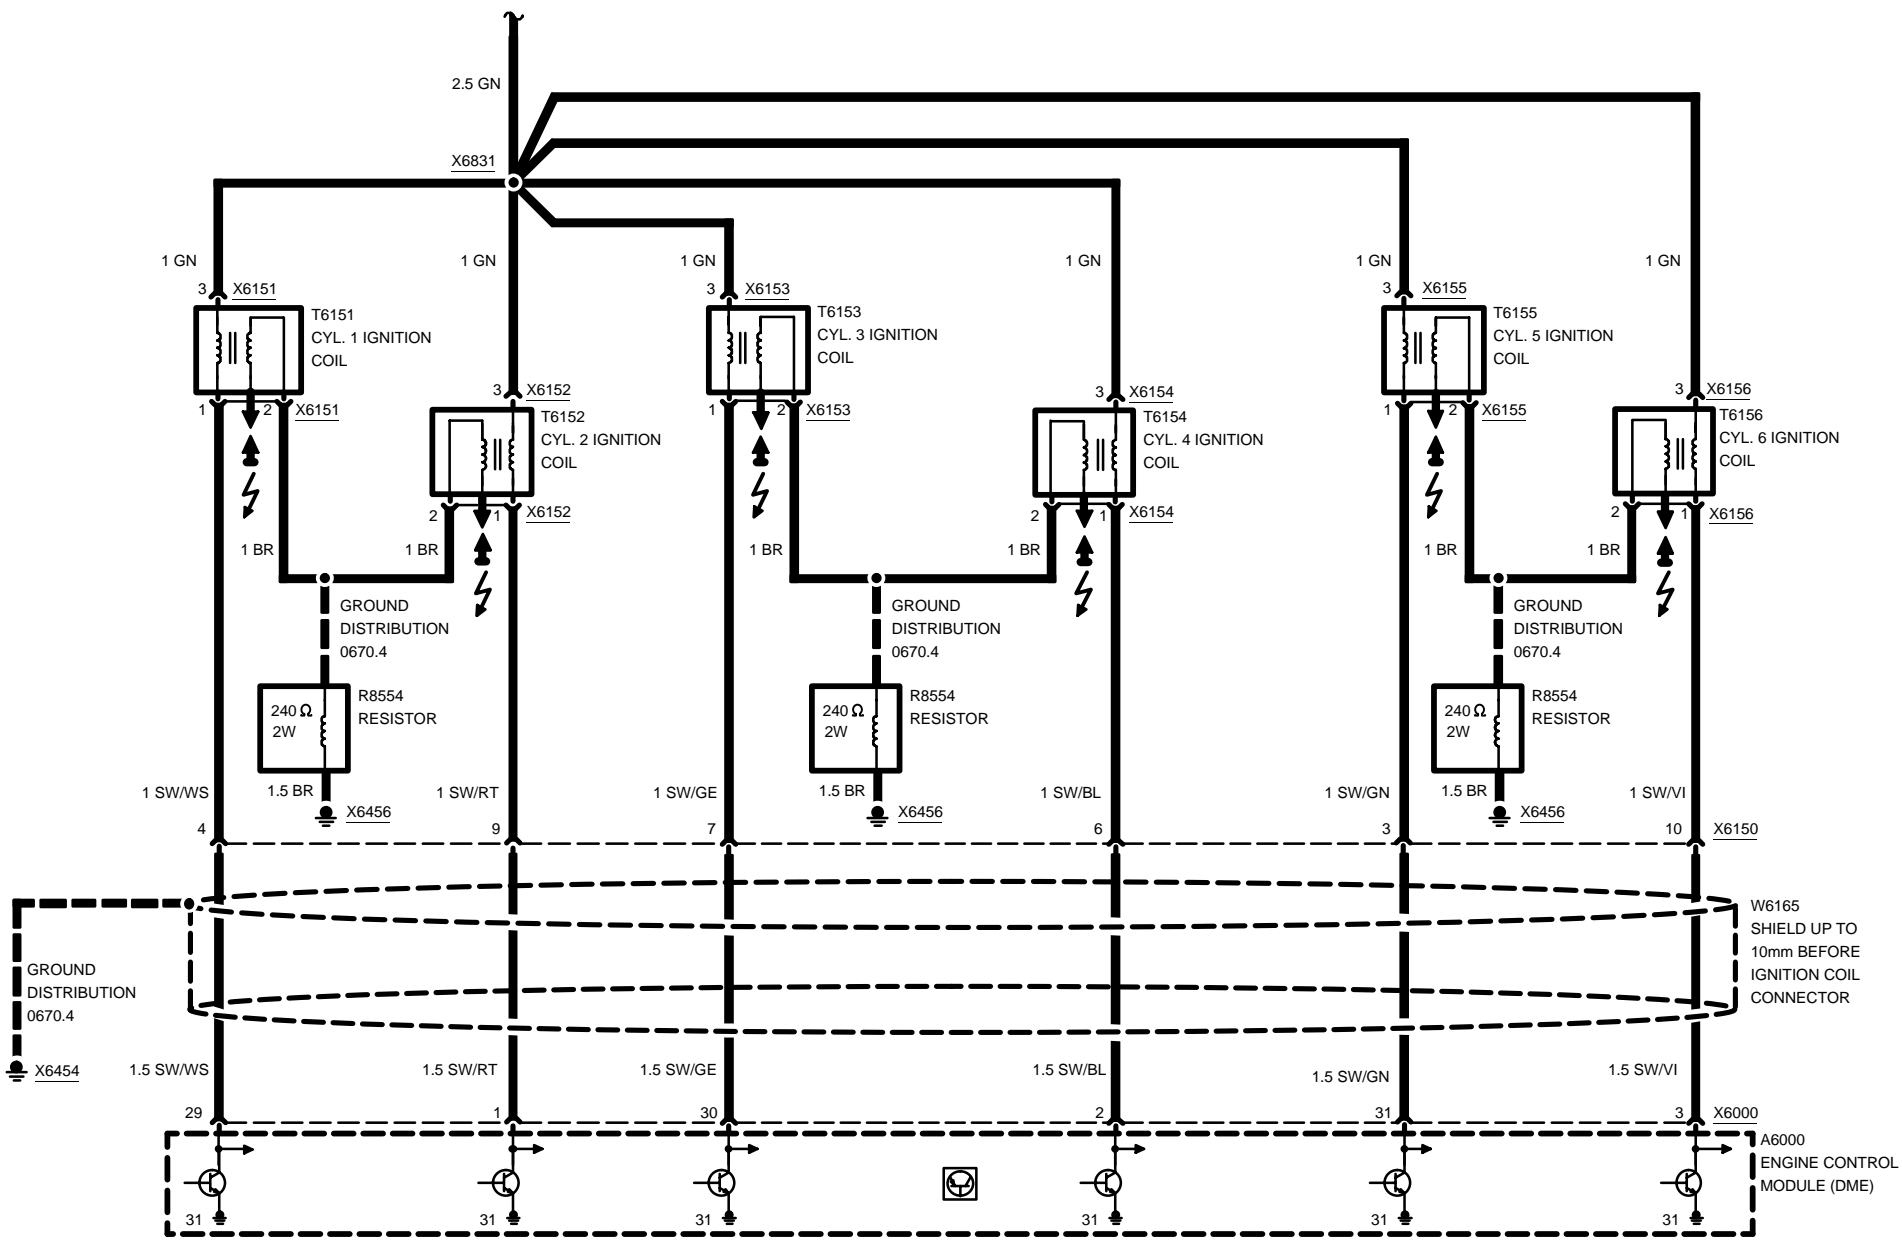 2.5 GN
X6831
1 GN
1 GN
1 GN
1 GN
1 GN
1 GN
3 X6151
3 X6153
3 X6155
T6151
CYL. 1 IGNITION
COIL
T6153
CYL. 3 IGNITION
COIL
T6155
CYL. 5 IGNITION
COIL
3 X6152
3 X6154
3 X6156
1 2 X6151
1 2 X6153
1 2 X6155
T6152
CYL. 2 IGNITION
COIL
T6154
CYL. 4 IGNITION
COIL
T6156
CYL. 6 IGNITION
COIL
2 1 X6152
2 1 X6154
2 1 X6156
1 BR
1 BR
1 BR
1 BR
1 BR
1 BR
GROUND
DISTRIBUTION
0670.4
GROUND
DISTRIBUTION
0670.4
GROUND
DISTRIBUTION
0670.4
240 Ω
2W
R8554
RESISTOR
240 Ω
2W
R8554
RESISTOR
240 Ω
2W
R8554
RESISTOR
1 SW/WS
1.5 BR
X6456
1 SW/RT
1 SW/GE
1.5 BR
X6456
1 SW/BL
1 SW/GN
1.5 BR
X6456
1 SW/VI
4
9
7
6
3
10
X6150
W6165
SHIELD UP TO
10mm BEFORE
IGNITION COIL
CONNECTOR
GROUND
DISTRIBUTION
0670.4
X6454
1.5 SW/WS
1.5 SW/RT
1.5 SW/GE
1.5 SW/BL
1.5 SW/GN
1.5 SW/VI
29
1
30
2
31
3
X6000
A6000
ENGINE CONTROL
MODULE (DME)
31
31
31
31
31
31